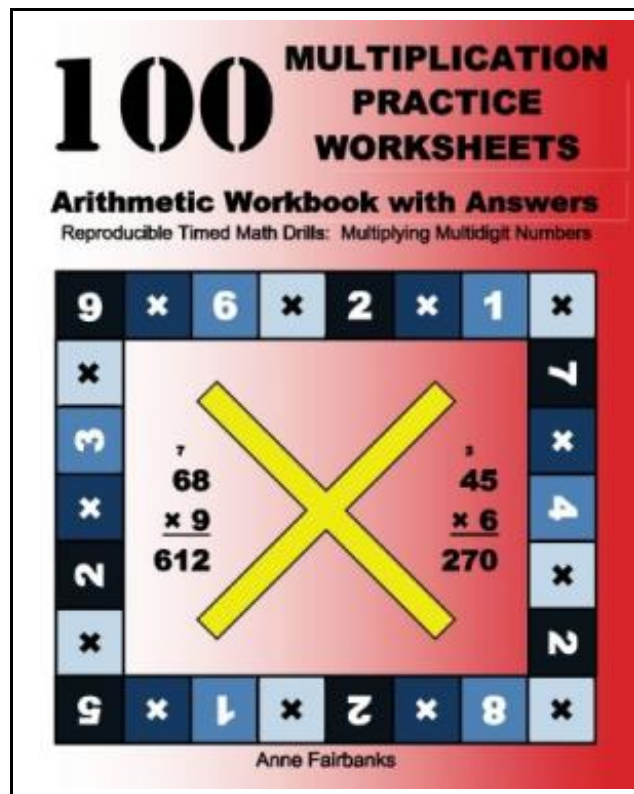 100
MULTIPLICATION
PRACTICE
WORKSHEETS
Arithmetic Workbook with Answers
Reproducible Timed Math Drills: Multiplying Multidigit Numbers
9 × 6 × 2 × 1 ×
× 7
3 ×
× 4
2 ×
× 2
5 × 1 × 2 × 8 ×
7
68
× 9
612
3
45
× 6
270
Anne Fairbanks